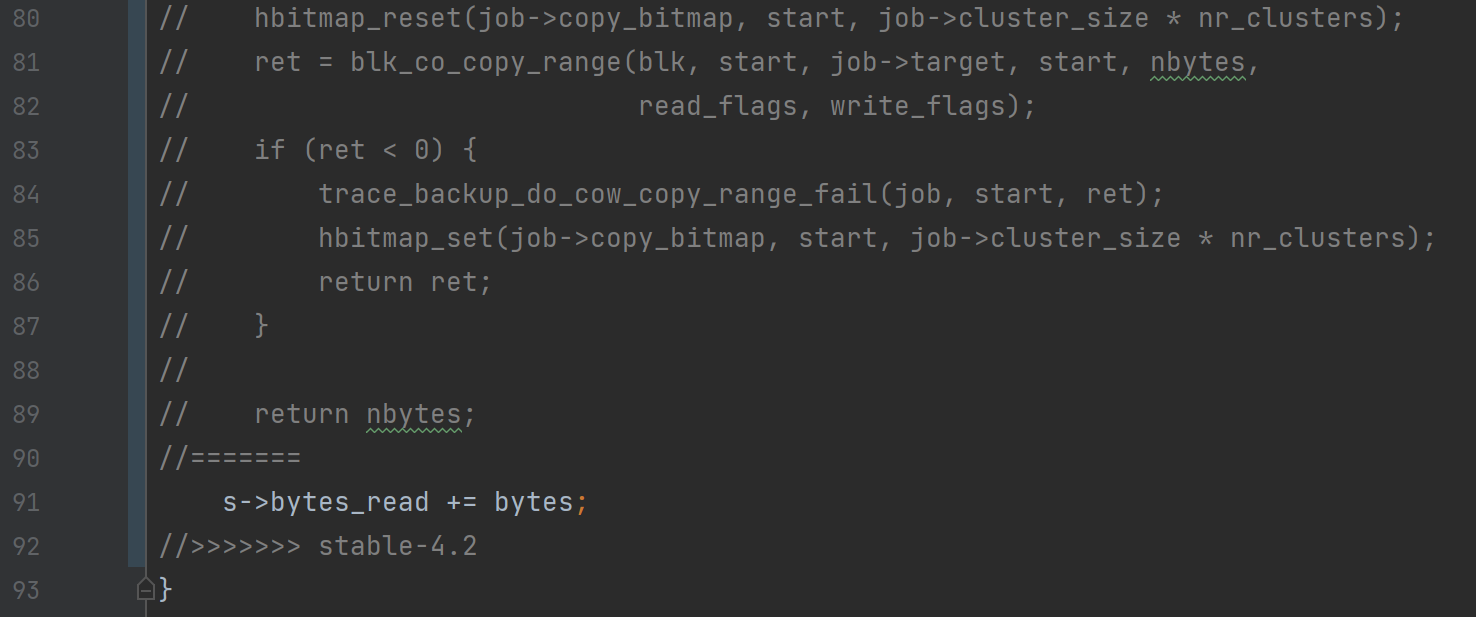 80 //    hbitmap_reset(job->copy_bitmap, start, job->cluster_size * nr_clusters);
81 //    ret = blk_co_copy_range(blk, start, job->target, start, nbytes,
82 //                            read_flags, write_flags);
83 //    if (ret < 0) {
84 //        trace_backup_do_cow_copy_range_fail(job, start, ret);
85 //        hbitmap_set(job->copy_bitmap, start, job->cluster_size * nr_clusters);
86 //        return ret;
87 //    }
88 //
89 //    return nbytes;
90 //=======
91     s->bytes_read += bytes;
92 //>>>>>>> stable-4.2
93 }